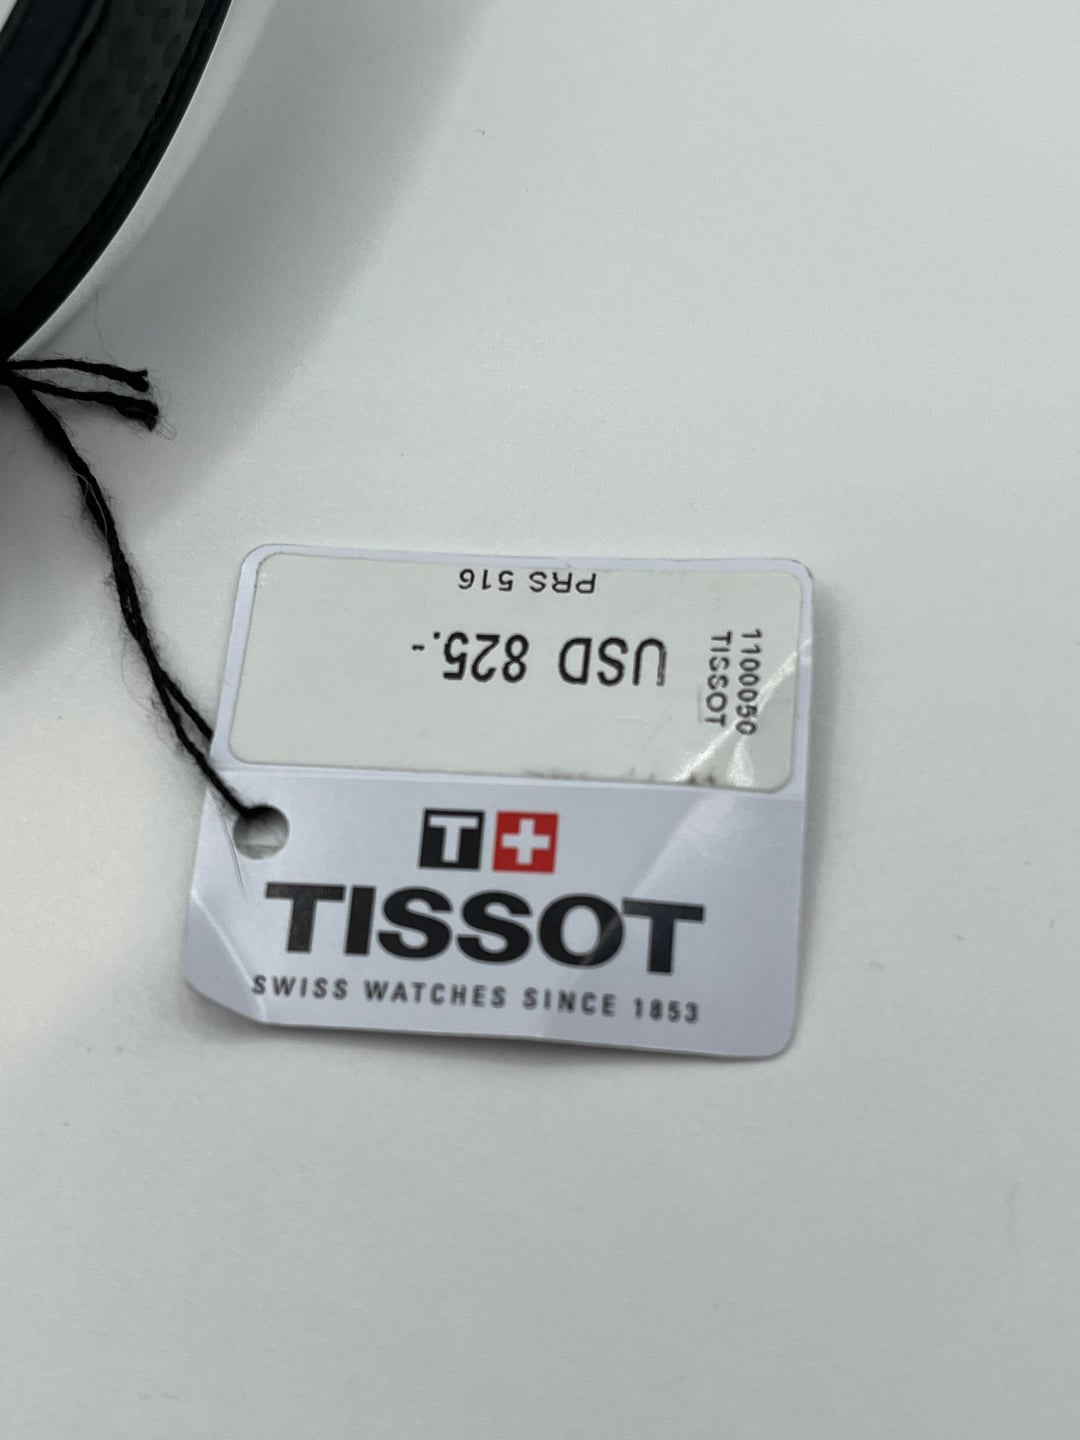 PRS 516
USD 825.-
1100050
TISSOT
T+
TISSOT
SWISS WATCHES SINCE 1853